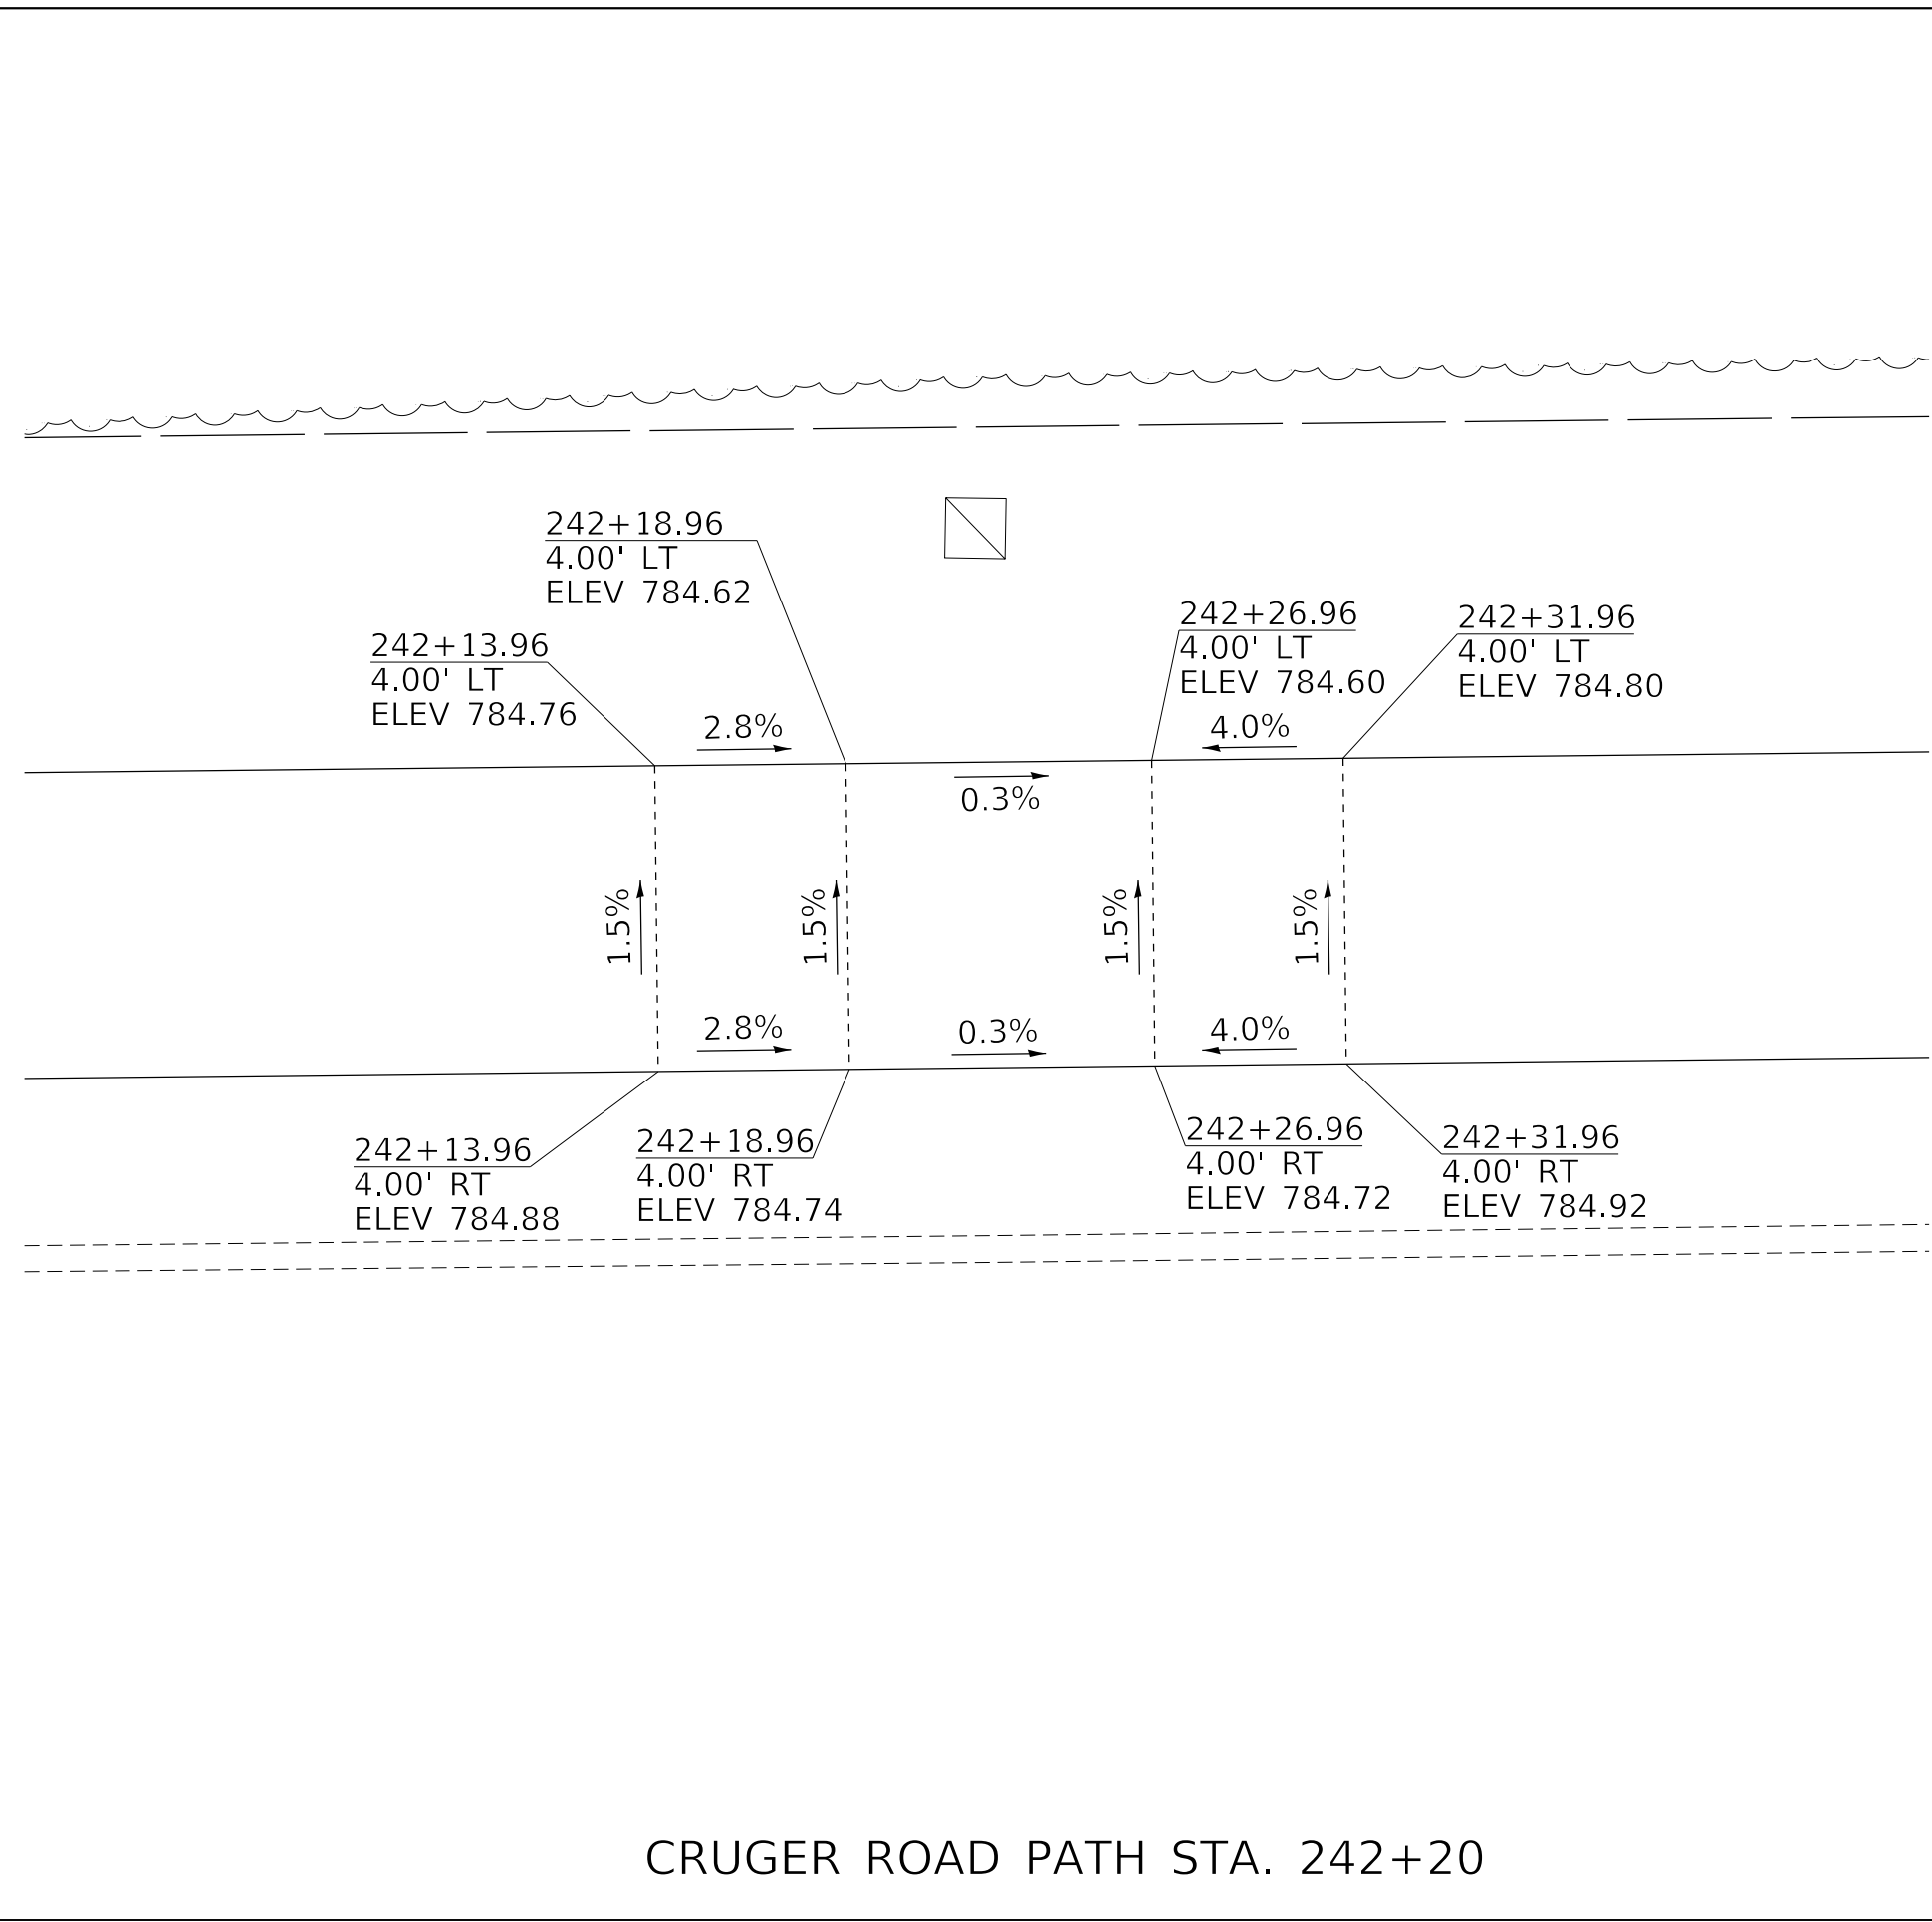 242+18.96
4.00' LT
ELEV 784.62
242+13.96
4.00' LT
ELEV 784.76
242+26.96
4.00' LT
ELEV 784.60
242+31.96
4.00' LT
ELEV 784.80
2.8%
4.0%
0.3%
1.5%
1.5%
1.5%
1.5%
2.8%
0.3%
4.0%
242+13.96
4.00' RT
ELEV 784.88
242+18.96
4.00' RT
ELEV 784.74
242+26.96
4.00' RT
ELEV 784.72
242+31.96
4.00' RT
ELEV 784.92
CRUGER ROAD PATH STA. 242+20